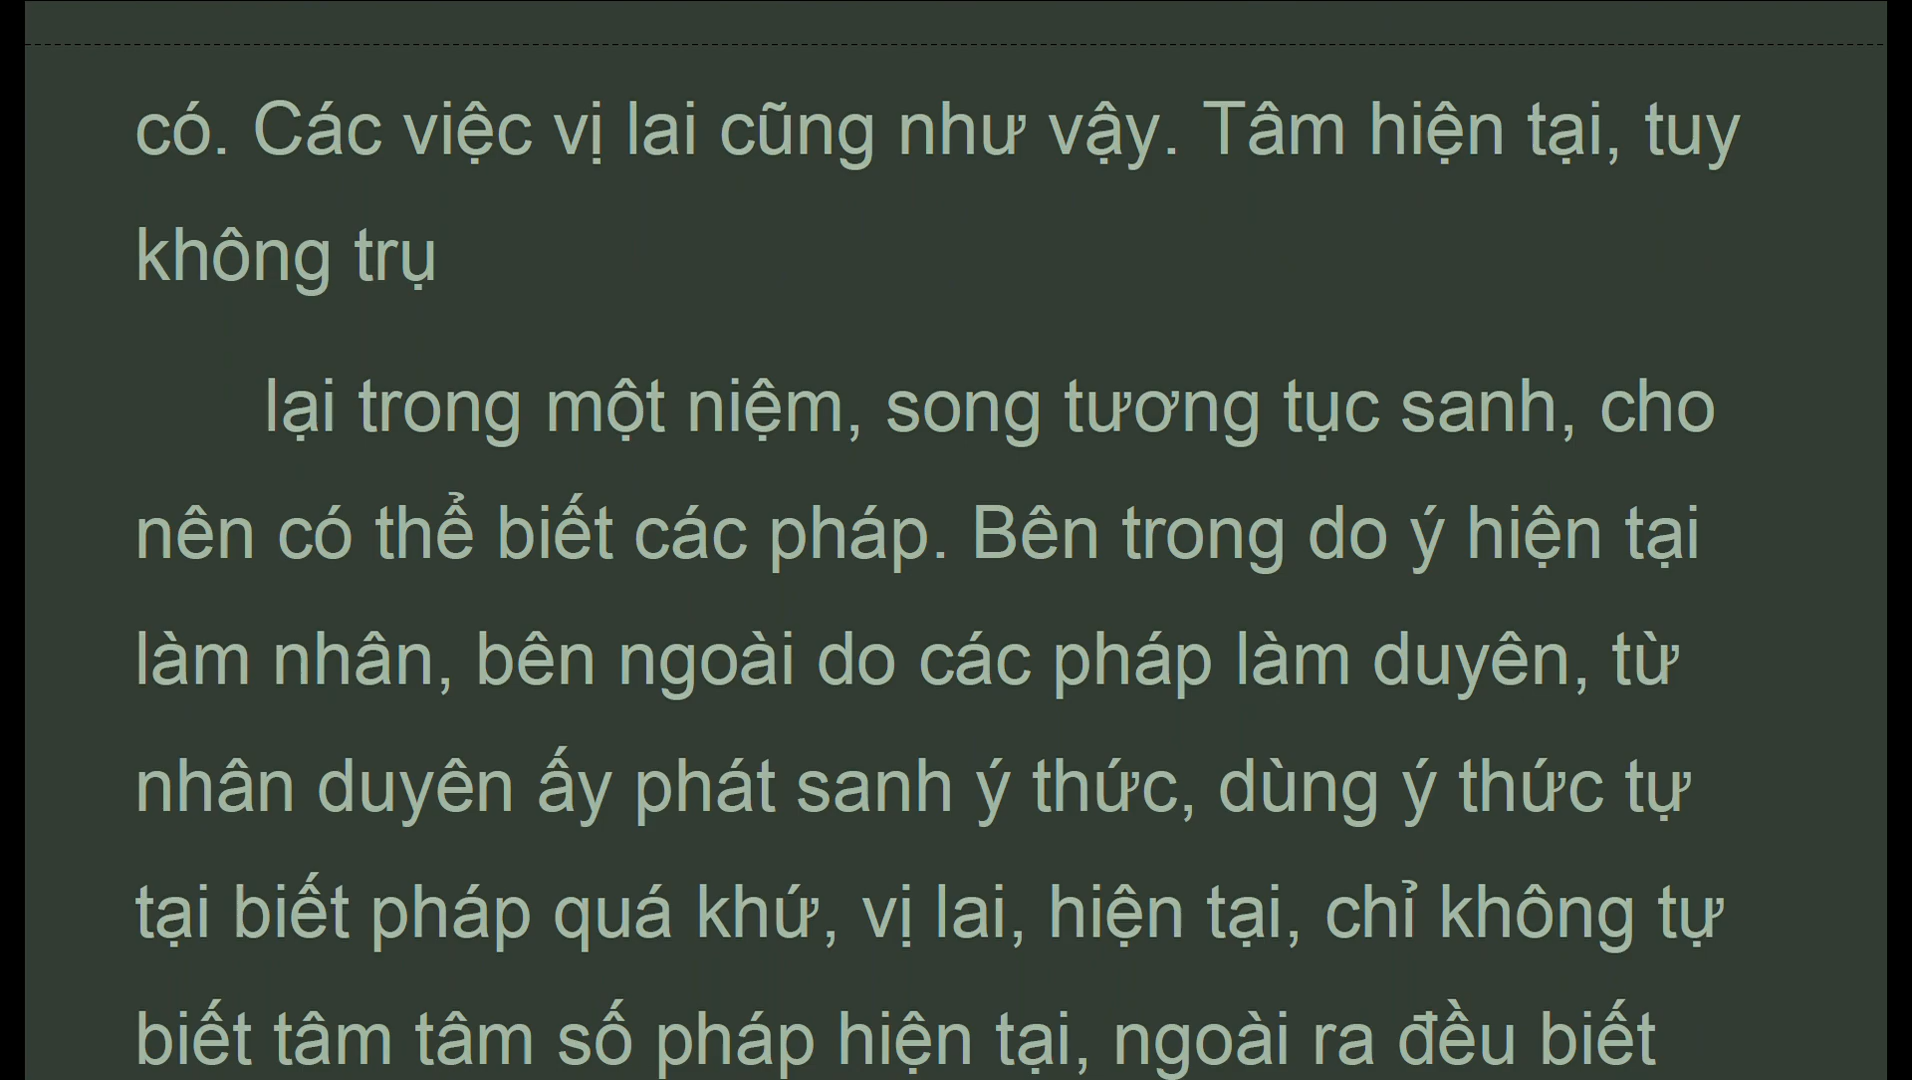 có. Các việc vị lai cũng như vậy. Tâm hiện tại, tuy
không trụ
lại trong một niệm, song tương tục sanh, cho
nên có thể biết các pháp. Bên trong do ý hiện tại
làm nhân, bên ngoài do các pháp làm duyên, từ
nhân duyên ấy phát sanh ý thức, dùng ý thức tự
tại biết pháp quá khứ, vị lai, hiện tại, chỉ không tự
biết tâm tâm số pháp hiện tại, ngoài ra đều biết